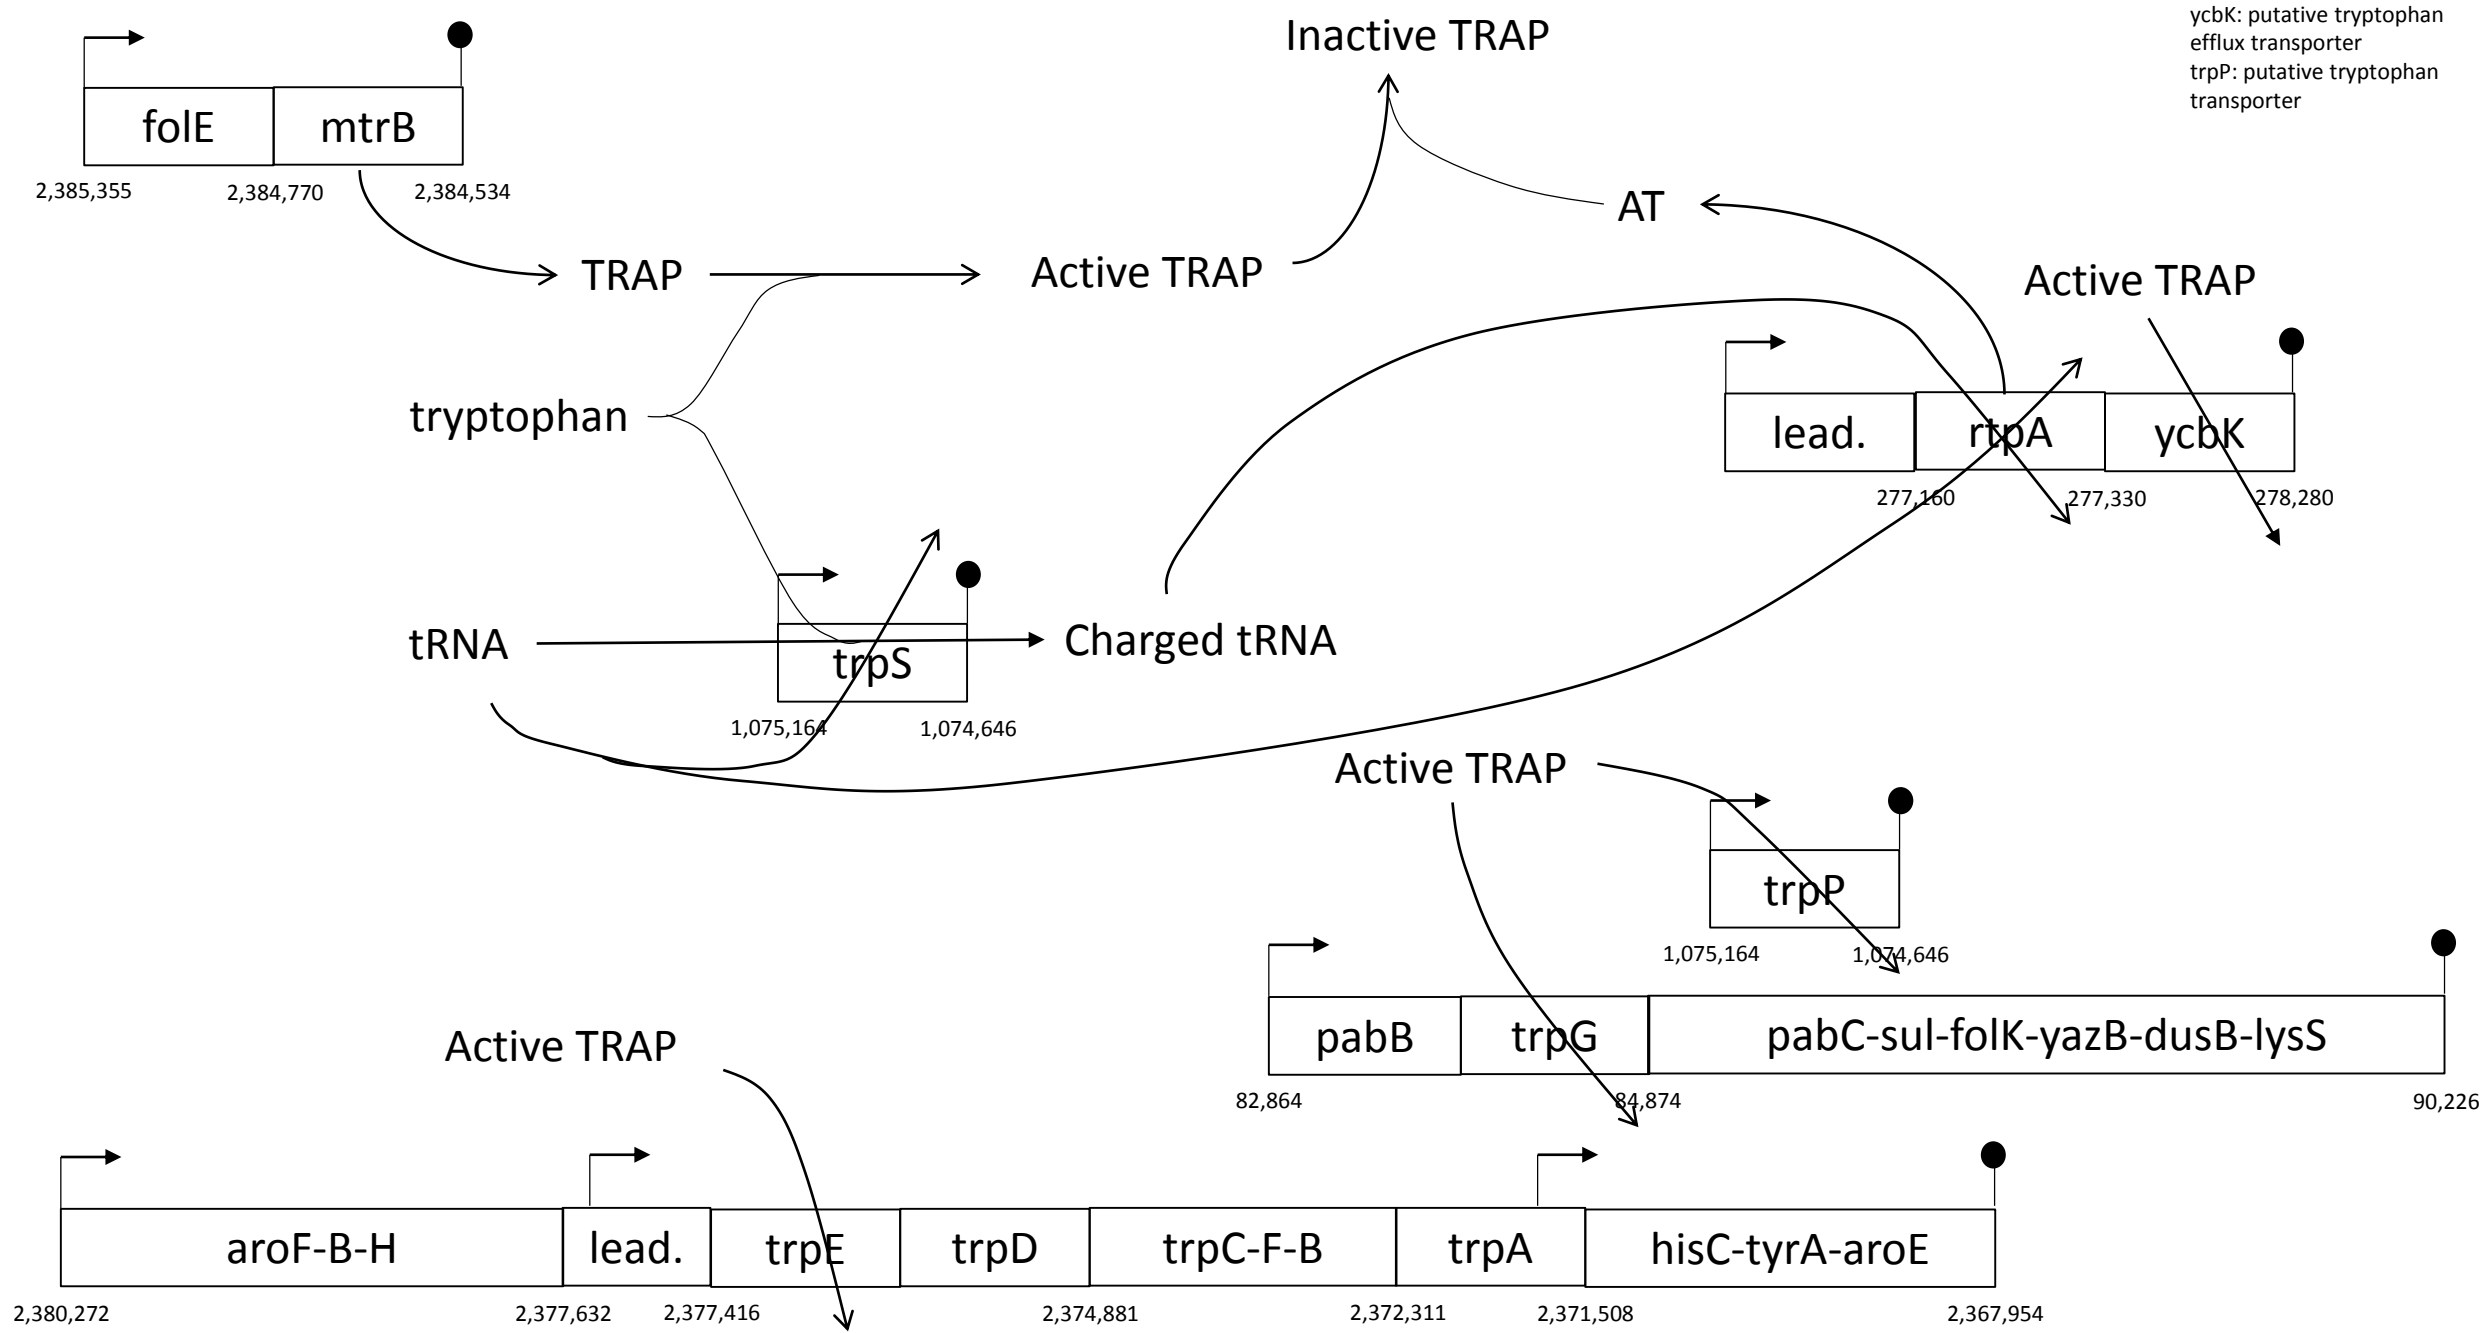 ycbK: putative tryptophan
efflux transporter
trpP: putative tryptophan
transporter
Inactive TRAP
folE mtrB
2,385,355 2,384,770 2,384,534
AT
TRAP Active TRAP Active TRAP
tryptophan
lead. rtpA ycbK
277,160 277,330 278,280
tRNA trpS Charged tRNA
1,075,164 1,074,646
Active TRAP
trpP
1,075,164 1,074,646
pabB trpG pabC-sul-folK-yazB-dusB-lysS
82,864 84,874 90,226
Active TRAP
aroF-B-H lead. trpE trpD trpC-F-B trpA hisC-tyrA-aroE
2,380,272 2,377,632 2,377,416 2,374,881 2,372,311 2,371,508 2,367,954